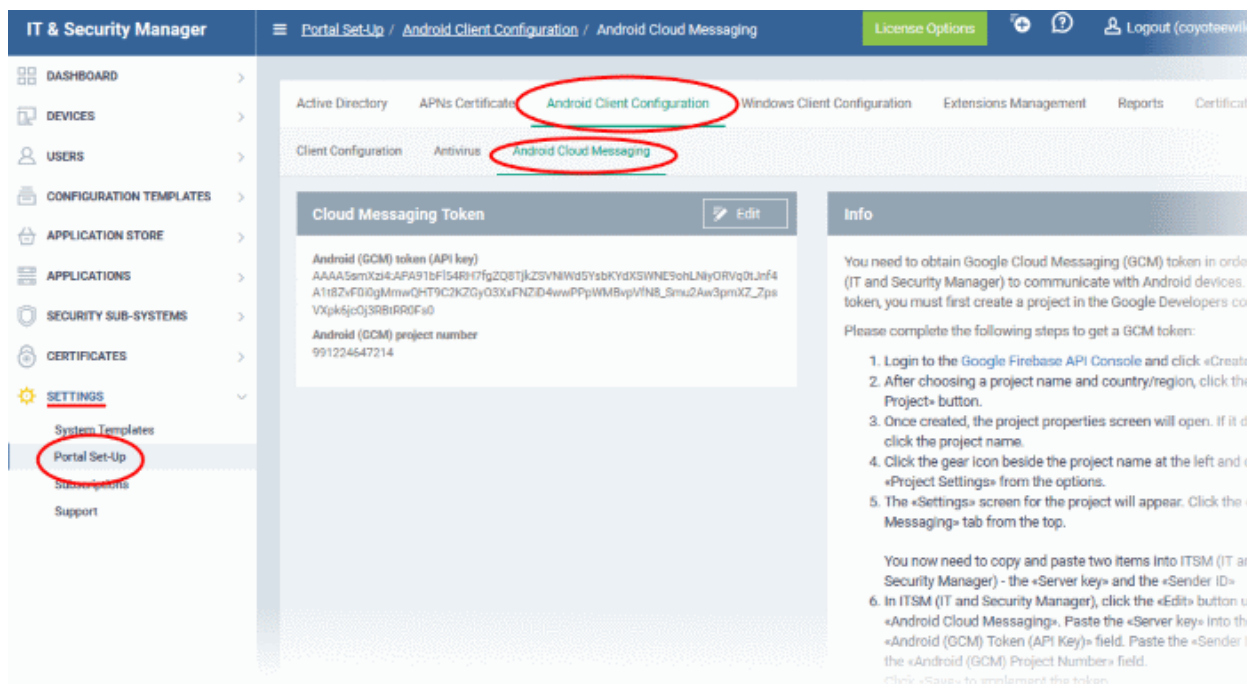 IT & Security Manager
Portal Set-Up / Android Client Configuration / Android Cloud Messaging
License Options
Logout (coyoteewil
DASHBOARD
DEVICES
USERS
CONFIGURATION TEMPLATES
APPLICATION STORE
APPLICATIONS
SECURITY SUB-SYSTEMS
CERTIFICATES
SETTINGS
System Templates
Portal Set-Up
Subscriptions
Support
Active Directory APNs Certificate Android Client Configuration Windows Client Configuration Extensions Management Reports Certificat
Client Configuration Antivirus Android Cloud Messaging
Cloud Messaging Token
Edit
Android (GCM) token (API key)
Android (GCM) project number
991224647214
Info
You need to obtain Google Cloud Messaging (GCM) token in orde
(IT and Security Manager) to communicate with Android devices.
token, you must first create a project in the Google Developers co
Please complete the following steps to get a GCM token:
1. Login to the Google Firebase API Console and click «Create
2. After choosing a project name and country/region, click the
Project» button.
3. Once created, the project properties screen will open. If it d
click the project name.
4. Click the gear icon beside the project name at the left and
«Project Settings» from the options.
5. The «Settings» screen for the project will appear. Click the
Messaging» tab from the top.
You now need to copy and paste two items into ITSM (IT a
Security Manager) - the «Server key» and the «Sender ID»
6. In ITSM (IT and Security Manager), click the «Edit» button u
«Android Cloud Messaging». Paste the «Server key» into th
«Android (GCM) Token (API Key)» field. Paste the «Sender
the «Android (GCM) Project Number» field.
Click «Save» to implement the token.